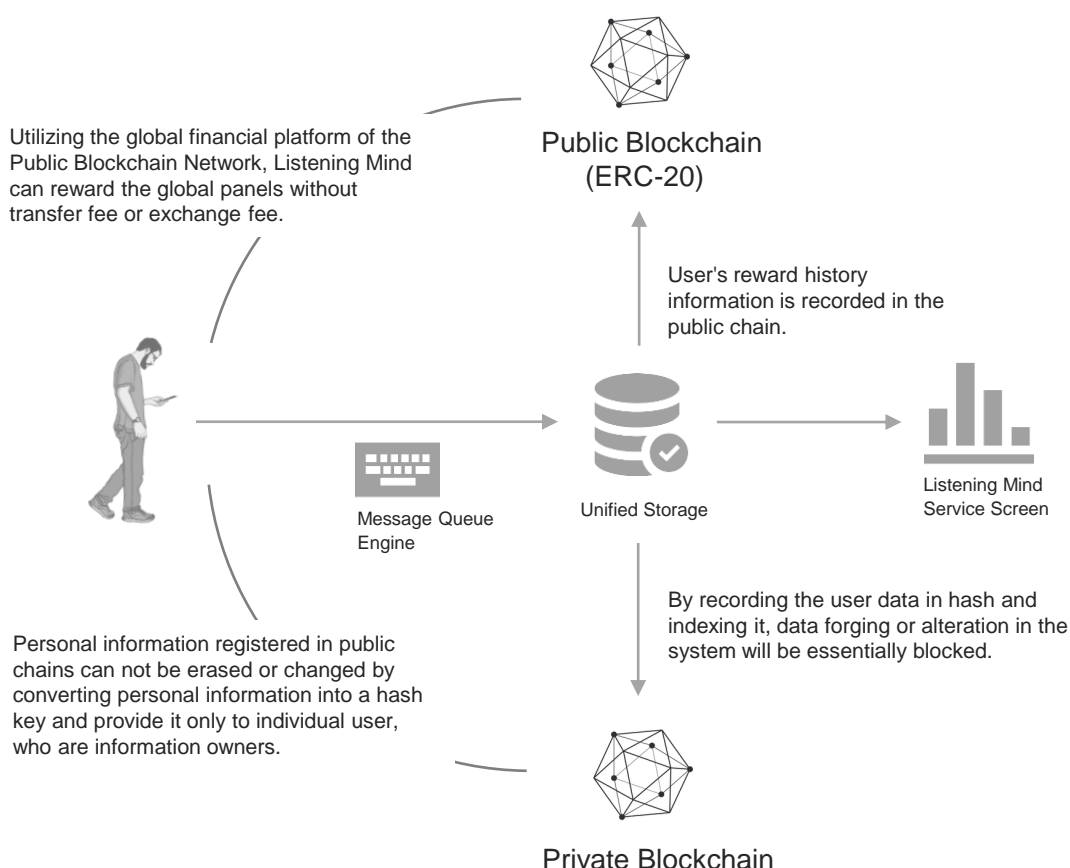 Utilizing the global financial platform of the
Public Blockchain Network, Listening Mind
can reward the global panels without
transfer fee or exchange fee.
Public Blockchain
(ERC-20)
User's reward history
information is recorded in the
public chain.
Message Queue
Engine
Unified Storage
Listening Mind
Service Screen
By recording the user data in hash and
indexing it, data forging or alteration in the
system will be essentially blocked.
Personal information registered in public
chains can not be erased or changed by
converting personal information into a hash
key and provide it only to individual user,
who are information owners.
Private Blockchain